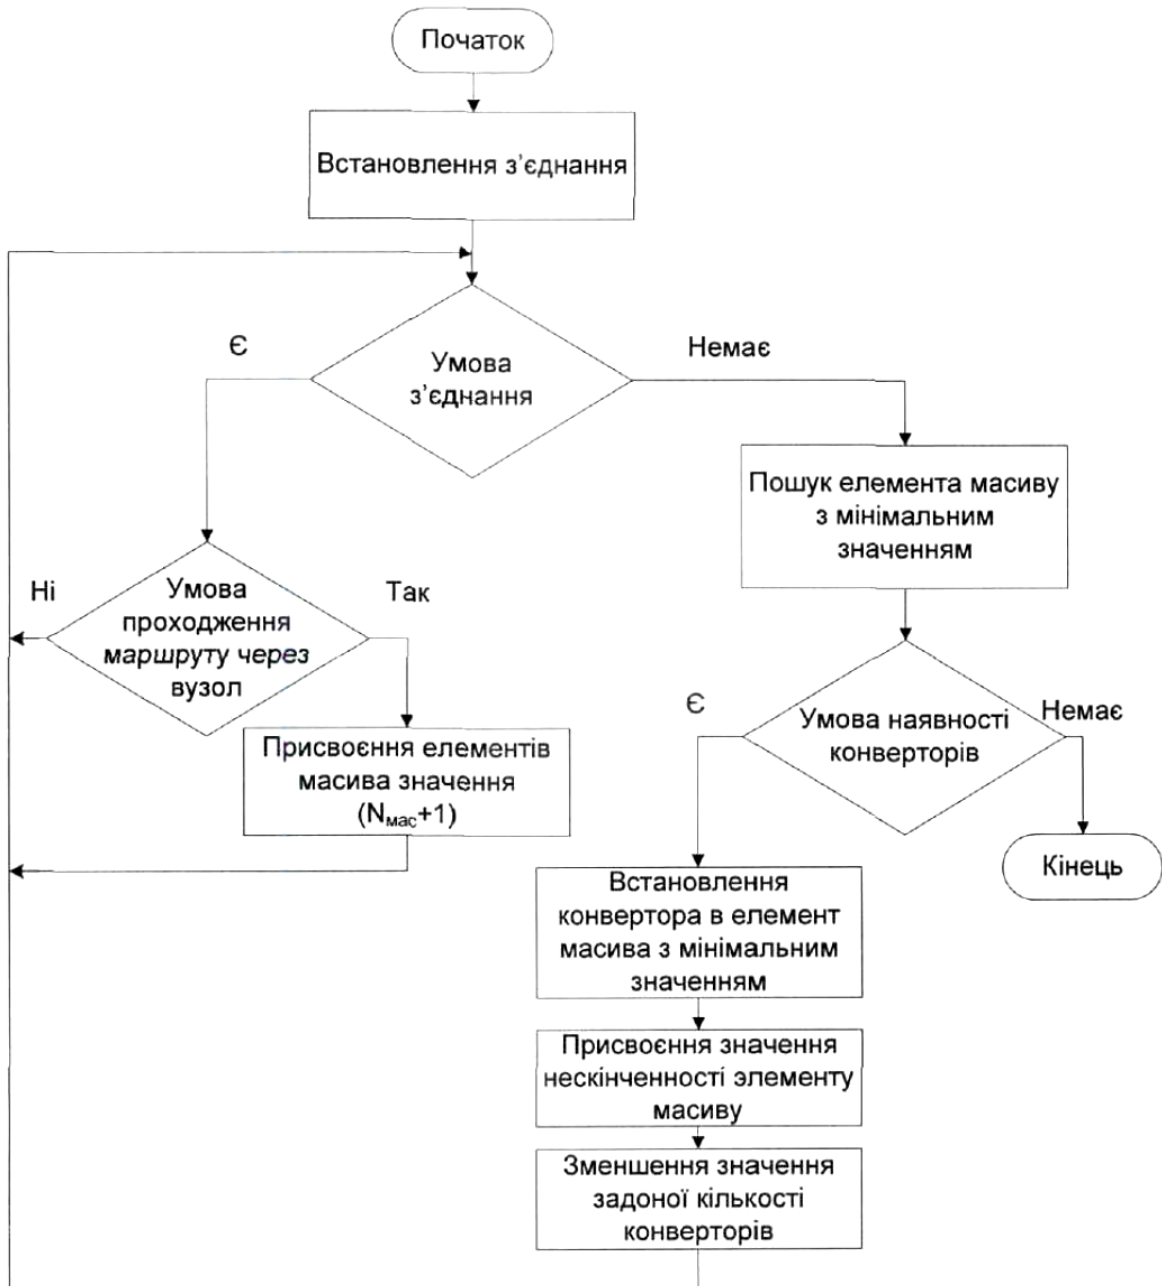 Початок
Встановлення з'єднання
Є
Умова
з'єднання
Немає
Пошук елемента масиву
з мінімальним
значенням
Ні
Умова
проходження
маршруту через
вузол
Так
Присвоєння елементів
масива значення
(Nмас+1)
Є
Умова наявності
конверторів
Немає
Кінець
Встановлення
конвертора в елемент
масива з мінімальним
значенням
Присвоєння значення
нескінченності элементу
масиву
Зменшення значення
задоної кількості
конверторів